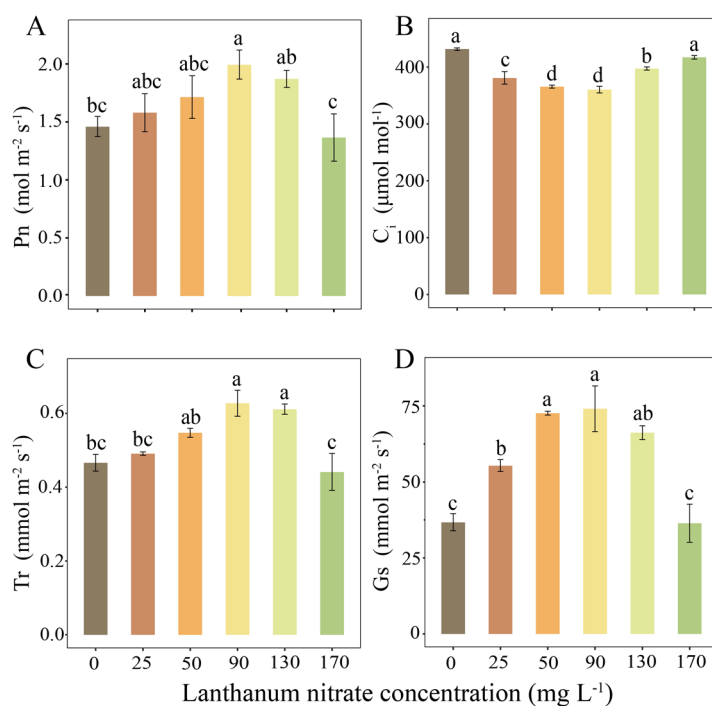 A
Pn (mol m⁻² s⁻¹)
2.0
1.5
1.0
0.5
0.0
bc
abc
abc
a
ab
c
B
Cᵢ (µmol mol⁻¹)
400
300
200
100
0
a
c
d
d
b
a
C
Tr (mmol m⁻² s⁻¹)
0.6
0.4
0.2
0.0
bc
bc
ab
a
a
c
0 25 50 90 130 170
D
Gs (mmol m⁻² s⁻¹)
75
50
25
0
c
b
a
a
ab
c
0 25 50 90 130 170
Lanthanum nitrate concentration (mg L⁻¹)